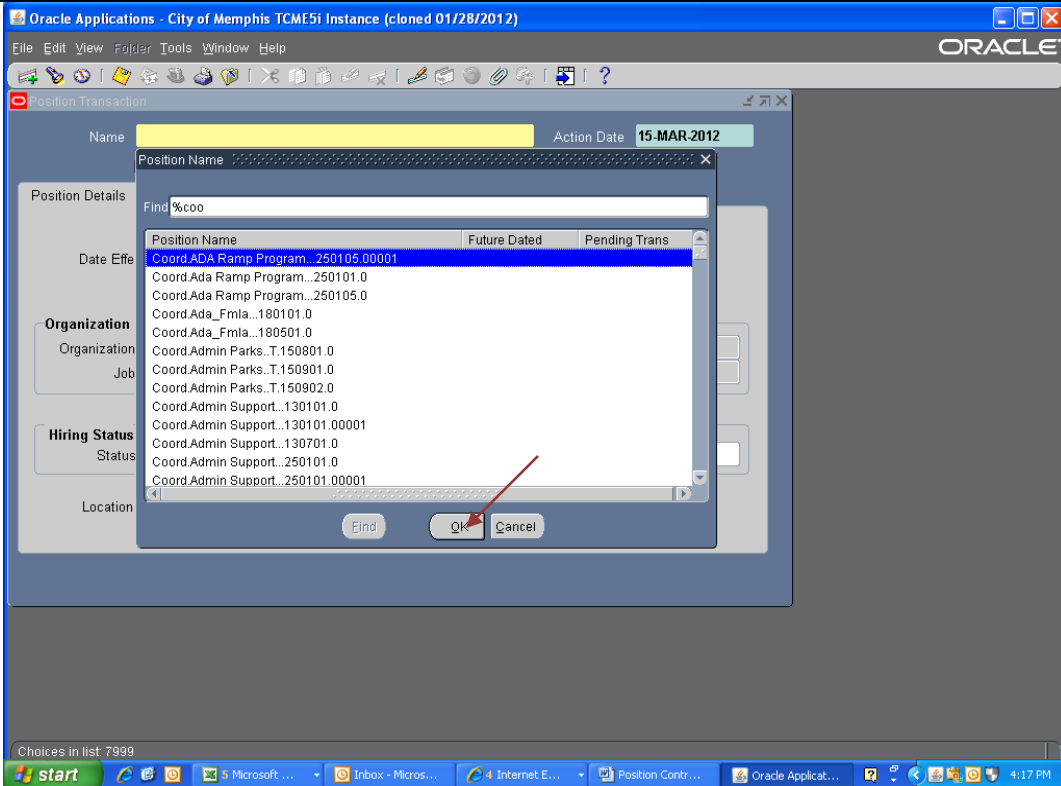 Oracle Applications - City of Memphis TCME5i Instance (cloned 01/28/2012)
File Edit View Folder Tools Window Help
ORACLE
Position Transaction
Name
Action Date 15-MAR-2012
Position Name
Position Details
Find %coo
Position Name Future Dated Pending Trans
Coord.ADA Ramp Program...250105.00001
Date Effe
Coord.Ada Ramp Program...250101.0
Coord.Ada Ramp Program...250105.0
Coord.Ada_Fmla...180101.0
Organization
Coord.Ada_Fmla...180501.0
Organization
Coord.Admin Parks..T.150801.0
Job
Coord.Admin Parks..T.150901.0
Coord.Admin Parks..T.150902.0
Coord.Admin Support...130101.0
Coord.Admin Support...130101.00001
Hiring Status
Coord.Admin Support...130701.0
Status
Coord.Admin Support...250101.0
Coord.Admin Support...250101.00001
Location
Find OK Cancel
Choices in list: 7999
start 5 Microsoft ... Inbox - Micros... 4 Internet E... Position Contr... Oracle Applicat... 4:17 PM